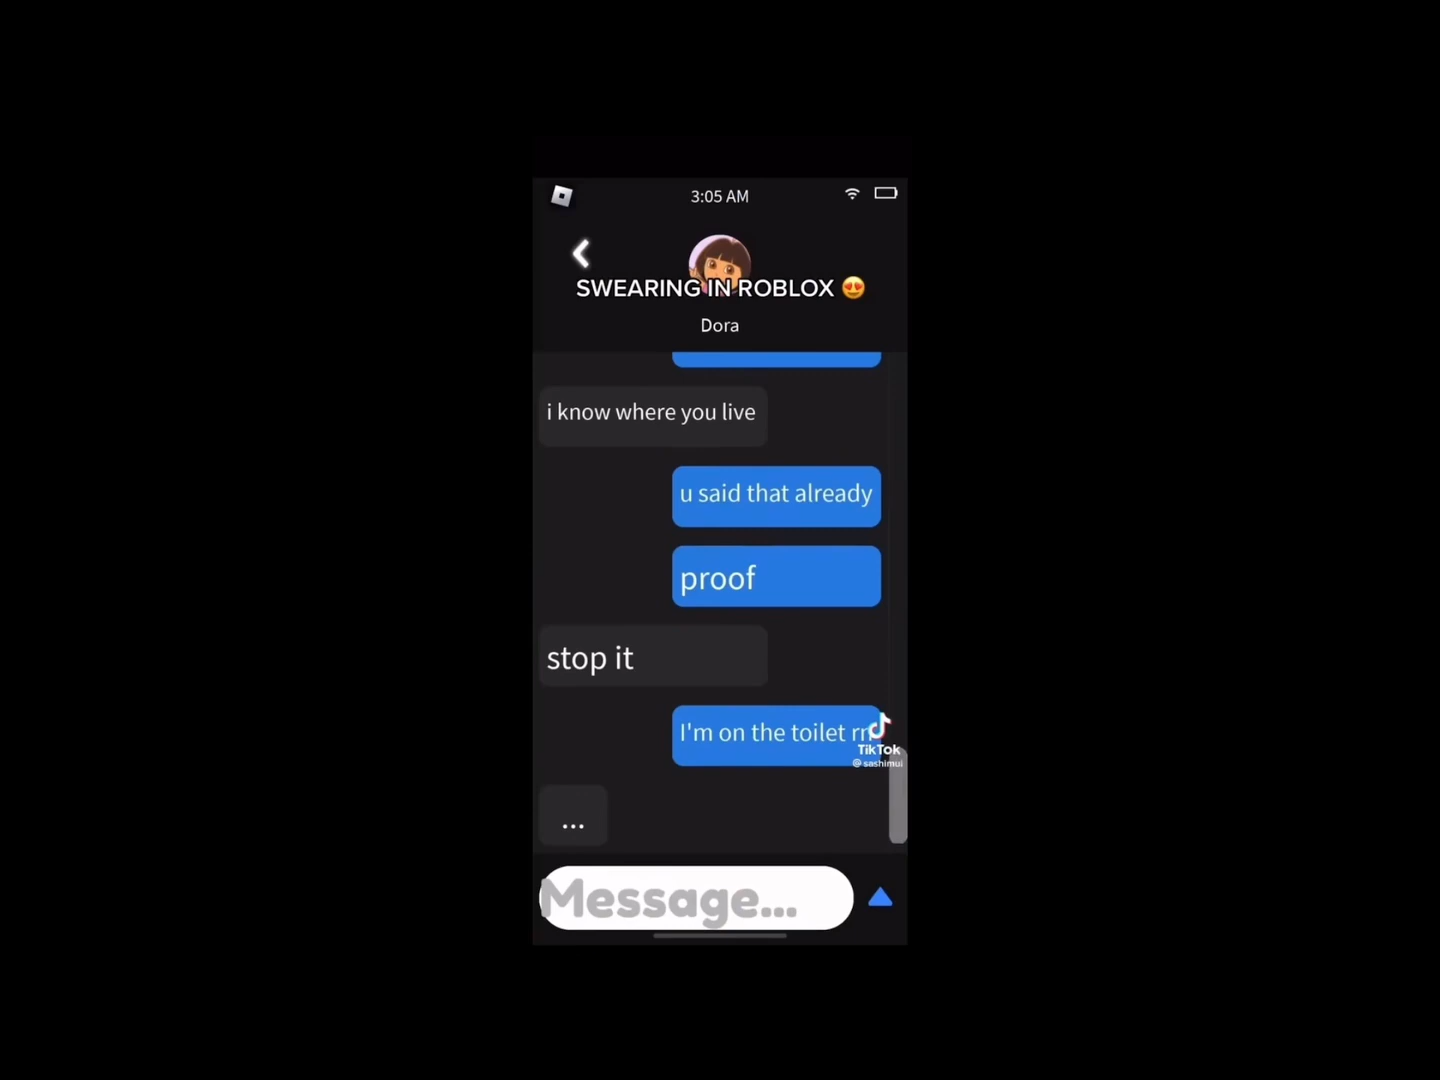 3:05 AM
SWEARING IN ROBLOX 😍
Dora
i know where you live
u said that already
proof
stop it
I'm on the toilet rn
TikTok
@sashimui
...
Message...